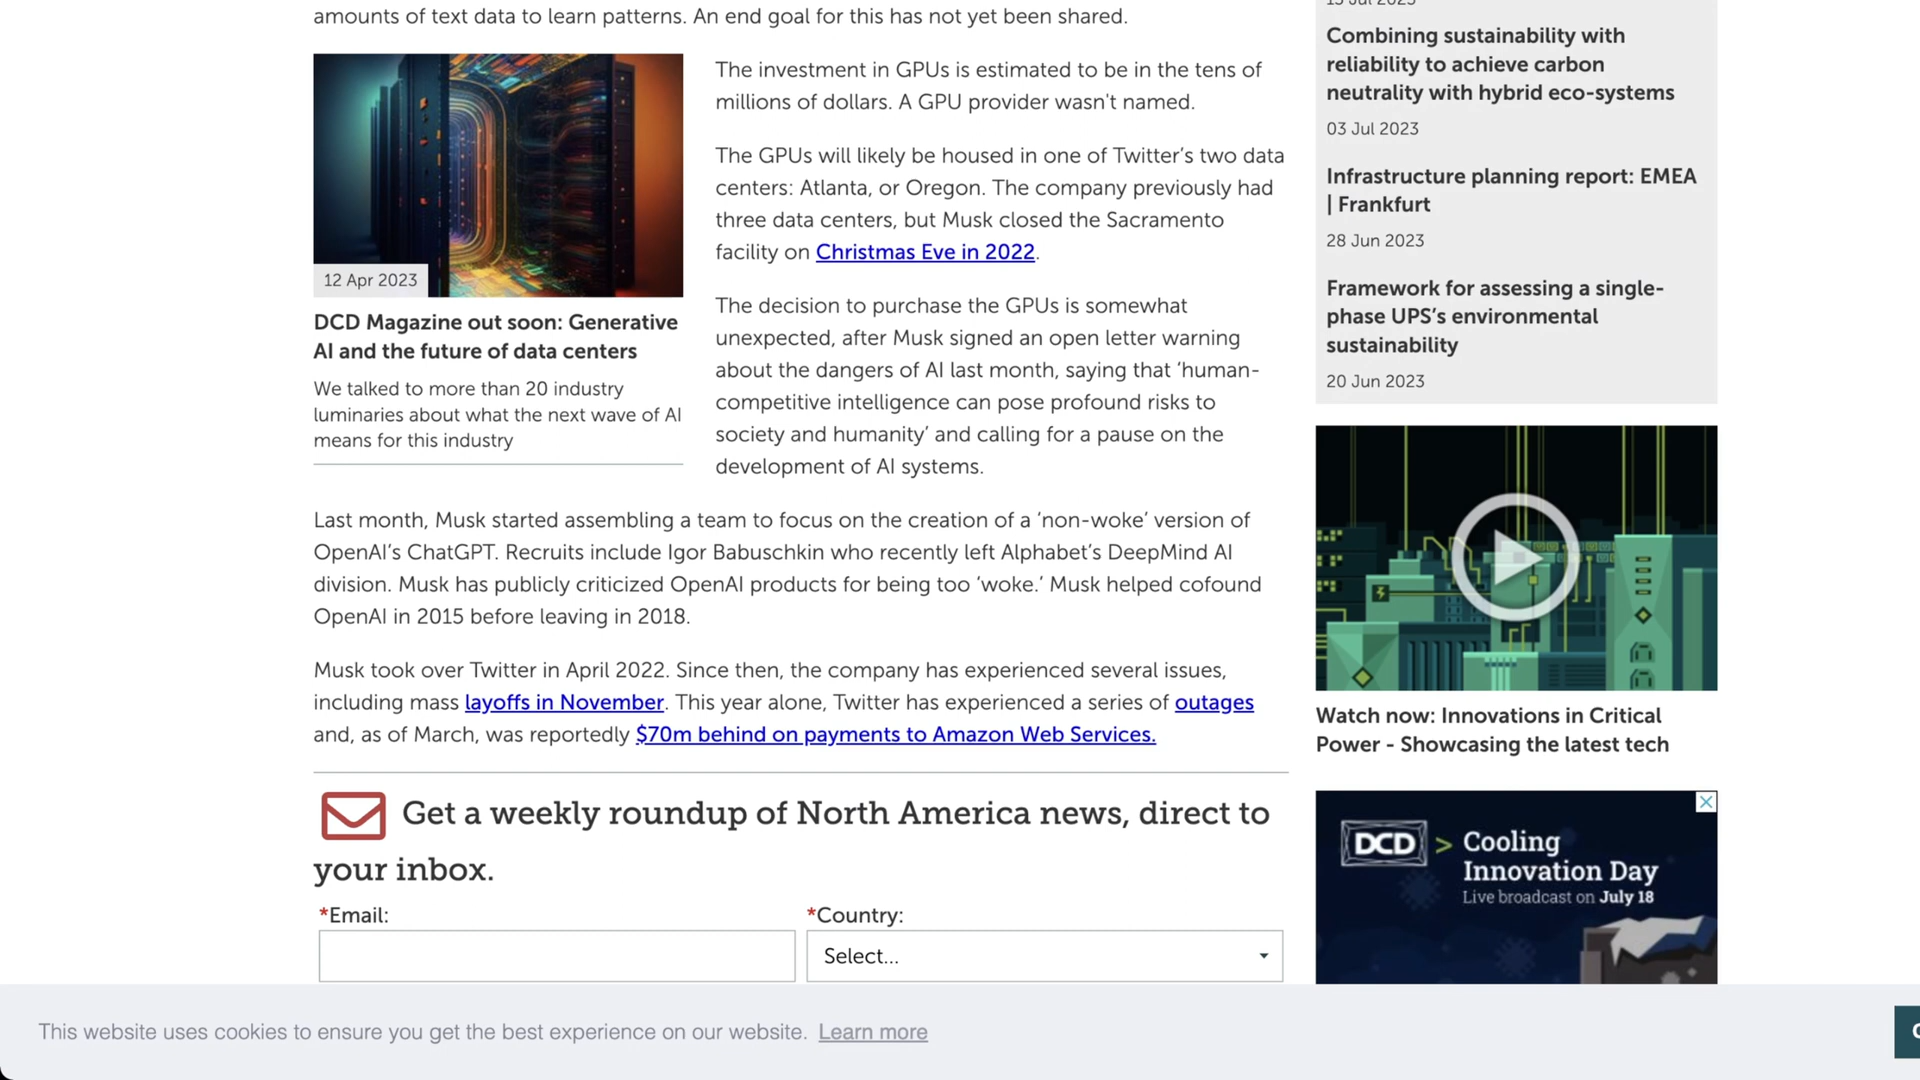 amounts of text data to learn patterns. An end goal for this has not yet been shared.
12 Apr 2023
DCD Magazine out soon: Generative
AI and the future of data centers
We talked to more than 20 industry
luminaries about what the next wave of AI
means for this industry
The investment in GPUs is estimated to be in the tens of
millions of dollars. A GPU provider wasn't named.
The GPUs will likely be housed in one of Twitter’s two data
centers: Atlanta, or Oregon. The company previously had
three data centers, but Musk closed the Sacramento
facility on Christmas Eve in 2022.
The decision to purchase the GPUs is somewhat
unexpected, after Musk signed an open letter warning
about the dangers of AI last month, saying that ‘human-
competitive intelligence can pose profound risks to
society and humanity’ and calling for a pause on the
development of AI systems.
Last month, Musk started assembling a team to focus on the creation of a ‘non-woke’ version of
OpenAI’s ChatGPT. Recruits include Igor Babuschkin who recently left Alphabet’s DeepMind AI
division. Musk has publicly criticized OpenAI products for being too ‘woke.’ Musk helped cofound
OpenAI in 2015 before leaving in 2018.
Musk took over Twitter in April 2022. Since then, the company has experienced several issues,
including mass layoffs in November. This year alone, Twitter has experienced a series of outages
and, as of March, was reportedly $70m behind on payments to Amazon Web Services.
Get a weekly roundup of North America news, direct to
your inbox.
*Email:
*Country:
Select...
Combining sustainability with
reliability to achieve carbon
neutrality with hybrid eco-systems
03 Jul 2023
Infrastructure planning report: EMEA
| Frankfurt
28 Jun 2023
Framework for assessing a single-
phase UPS’s environmental
sustainability
20 Jun 2023
Watch now: Innovations in Critical
Power - Showcasing the latest tech
DCD > Cooling
Innovation Day
Live broadcast on July 18
This website uses cookies to ensure you get the best experience on our website. Learn more